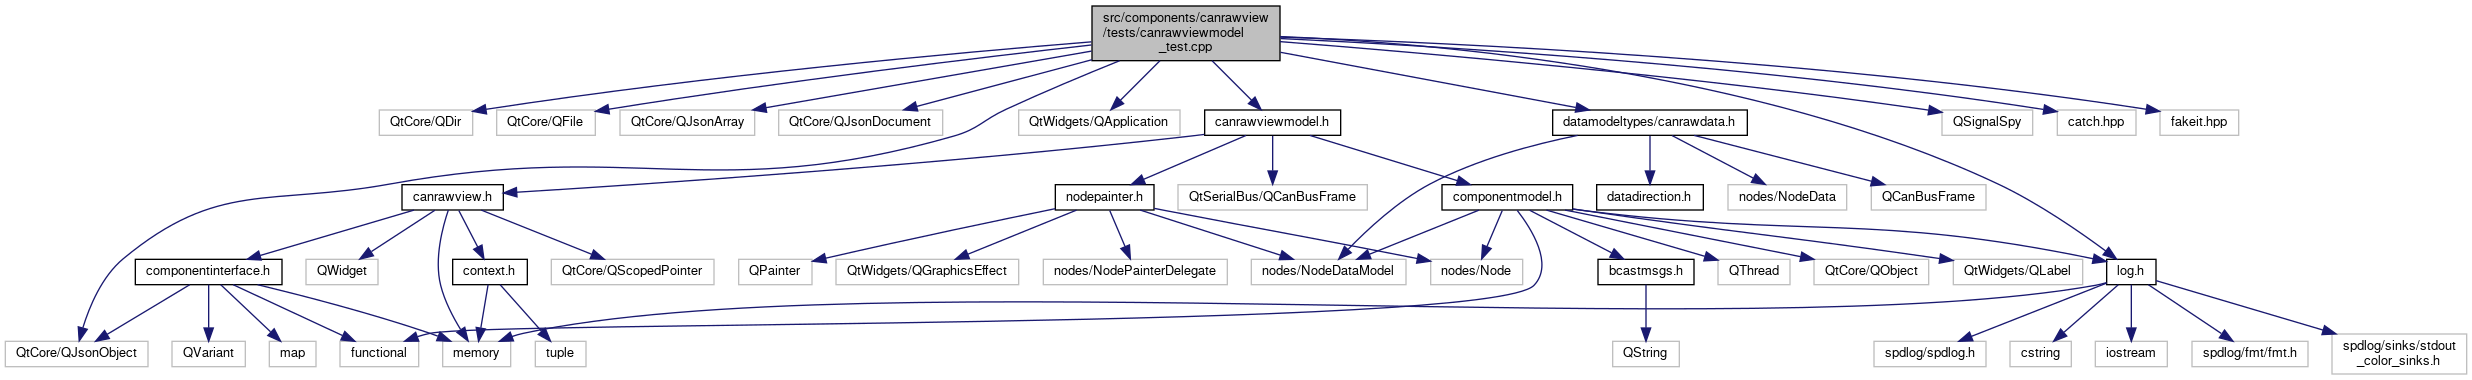 src/components/canrawview
/tests/canrawviewmodel
_test.cpp
QtCore/QDir
QtCore/QFile
QtCore/QJsonArray
QtCore/QJsonDocument
QtWidgets/QApplication
canrawviewmodel.h
datamodeltypes/canrawdata.h
QSignalSpy
catch.hpp
fakeit.hpp
canrawview.h
nodepainter.h
QtSerialBus/QCanBusFrame
componentmodel.h
datadirection.h
nodes/NodeData
QCanBusFrame
componentinterface.h
QWidget
context.h
QtCore/QScopedPointer
QPainter
QtWidgets/QGraphicsEffect
nodes/NodePainterDelegate
nodes/NodeDataModel
nodes/Node
bcastmsgs.h
QThread
QtCore/QObject
QtWidgets/QLabel
log.h
QtCore/QJsonObject
QVariant
map
functional
memory
tuple
QString
spdlog/spdlog.h
cstring
iostream
spdlog/fmt/fmt.h
spdlog/sinks/stdout
_color_sinks.h